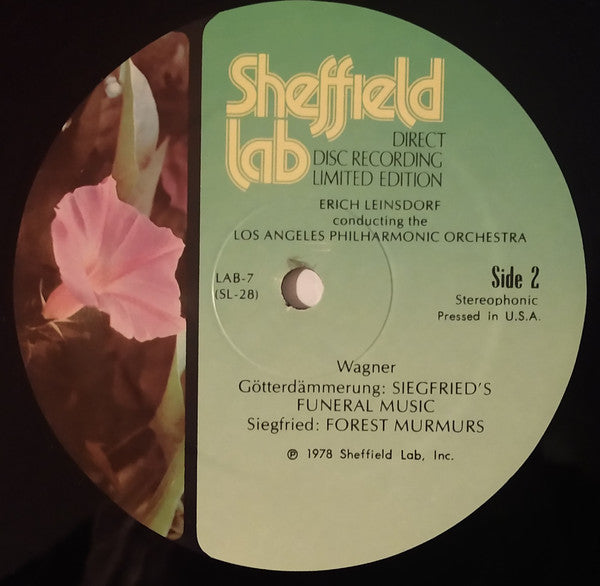 Sheffield
lab
DIRECT
DISC RECORDING
LIMITED EDITION
ERICH LEINSDORF
conducting the
LOS ANGELES PHILHARMONIC ORCHESTRA
LAB-7
(SL-28)
Side 2
Stereophonic
Pressed in U.S.A.
Wagner
Götterdämmerung: SIEGFRIED'S
FUNERAL MUSIC
Siegfried: FOREST MURMURS
℗ 1978 Sheffield Lab, Inc.